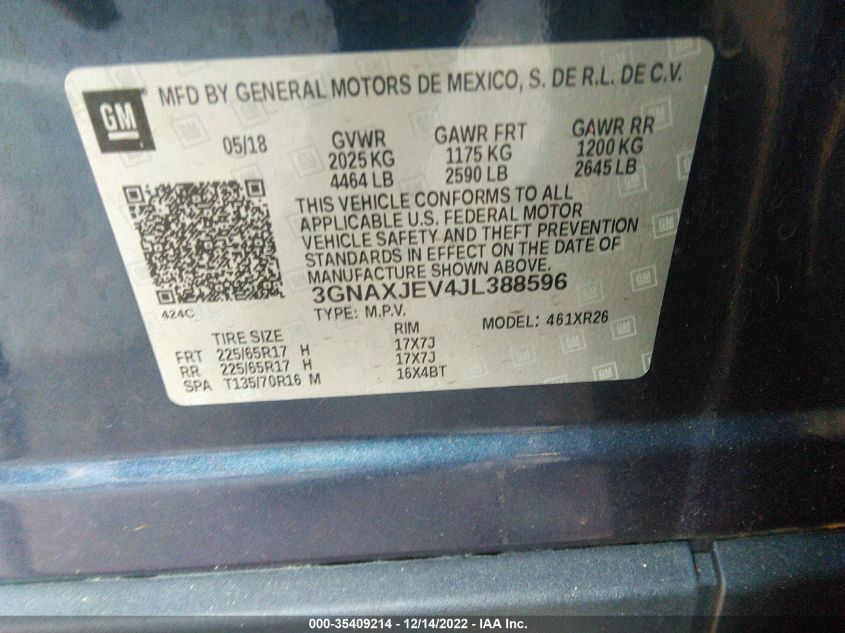 GM
MFD BY GENERAL MOTORS DE MEXICO, S. DE R.L. DE C.V.
05/18 GVWR GAWR FRT GAWR RR
2025 KG 1175 KG 1200 KG
4464 LB 2590 LB 2645 LB
THIS VEHICLE CONFORMS TO ALL
APPLICABLE U.S. FEDERAL MOTOR
VEHICLE SAFETY AND THEFT PREVENTION
STANDARDS IN EFFECT ON THE DATE OF
MANUFACTURE SHOWN ABOVE.
3GNAXJEV4JL388596
424C
TYPE: M.P.V. MODEL: 461XR26
TIRE SIZE RIM
FRT 225/65R17 H 17X7J
RR 225/65R17 H 17X7J
SPA T135/70R16 M 16X4BT
000-35409214 - 12/14/2022 - IAA Inc.